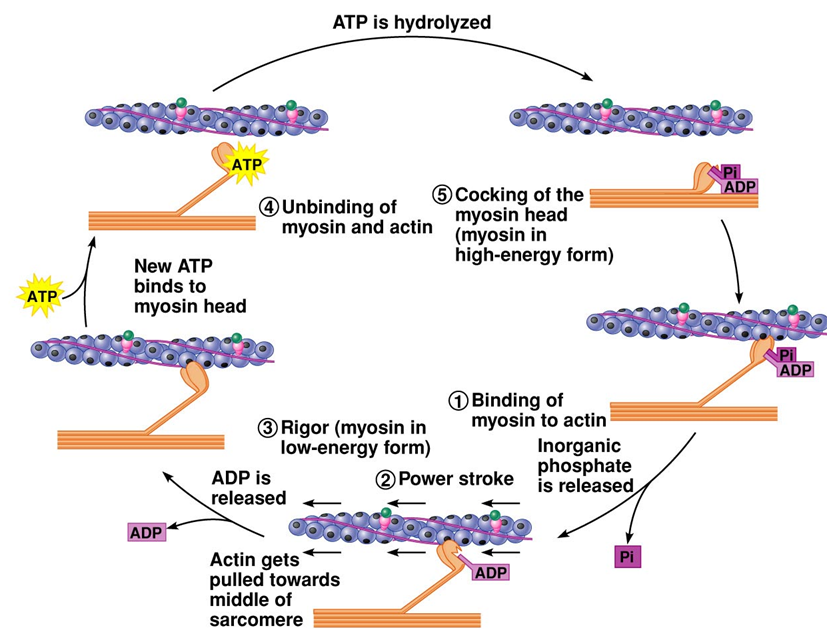 ATP is hydrolyzed
ATP
④ Unbinding of
myosin and actin
⑤ Cocking of the
myosin head
(myosin in
high-energy form)
Pi
ADP
New ATP
binds to
myosin head
ATP
Pi
ADP
① Binding of
myosin to actin
③ Rigor (myosin in
low-energy form)
Inorganic
phosphate
is released
② Power stroke
ADP is
released
ADP
Pi
ADP
Actin gets
pulled towards
middle of
sarcomere